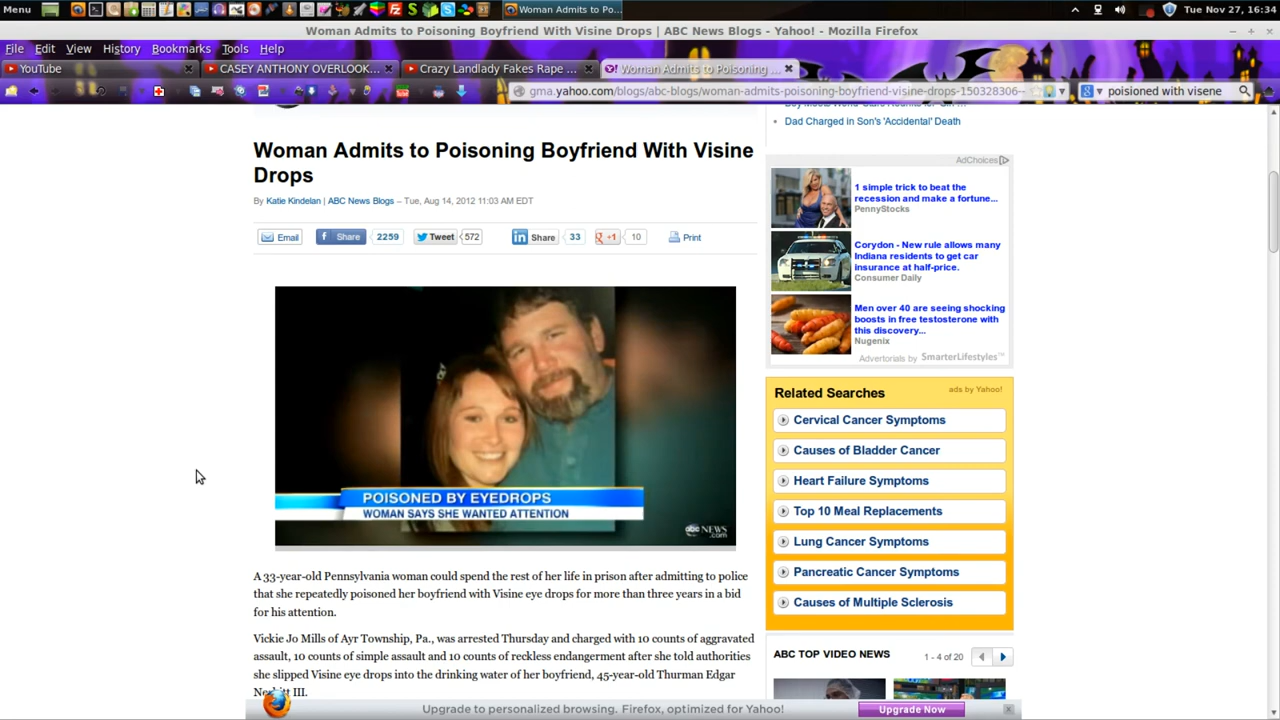 Menu
Woman Admits to Po...
Tue Nov 27, 16:34
Woman Admits to Poisoning Boyfriend With Visine Drops | ABC News Blogs - Yahoo! - Mozilla Firefox
File Edit View History Bookmarks Tools Help
YouTube
CASEY ANTHONY OVERLOOK...
Crazy Landlady Fakes Rape ...
Woman Admits to Poisoning ...
gma.yahoo.com/blogs/abc-blogs/woman-admits-poisoning-boyfriend-visine-drops-150328306--
poisioned with visene
Dad Charged in Son's 'Accidental' Death
Woman Admits to Poisoning Boyfriend With Visine
Drops
By Katie Kindelan | ABC News Blogs – Tue, Aug 14, 2012 11:03 AM EDT
Email
Share 2259
Tweet 572
Share 33
+1 10
Print
POISONED BY EYEDROPS
WOMAN SAYS SHE WANTED ATTENTION
abc NEWS
.com
A 33-year-old Pennsylvania woman could spend the rest of her life in prison after admitting to police
that she repeatedly poisoned her boyfriend with Visine eye drops for more than three years in a bid
for his attention.
Vickie Jo Mills of Ayr Township, Pa., was arrested Thursday and charged with 10 counts of aggravated
assault, 10 counts of simple assault and 10 counts of reckless endangerment after she told authorities
she slipped Visine eye drops into the drinking water of her boyfriend, 45-year-old Thurman Edgar
III.
AdChoices
1 simple trick to beat the
recession and make a fortune...
PennyStocks
Corydon - New rule allows many
Indiana residents to get car
insurance at half-price.
Consumer Daily
Men over 40 are seeing shocking
boosts in free testosterone with
this discovery...
Nugenix
Advertorials by SmarterLifestyles™
Related Searches
ads by Yahoo!
Cervical Cancer Symptoms
Causes of Bladder Cancer
Heart Failure Symptoms
Top 10 Meal Replacements
Lung Cancer Symptoms
Pancreatic Cancer Symptoms
Causes of Multiple Sclerosis
ABC TOP VIDEO NEWS
1 - 4 of 20
Upgrade to personalized browsing. Firefox, optimized for Yahoo!
Upgrade Now